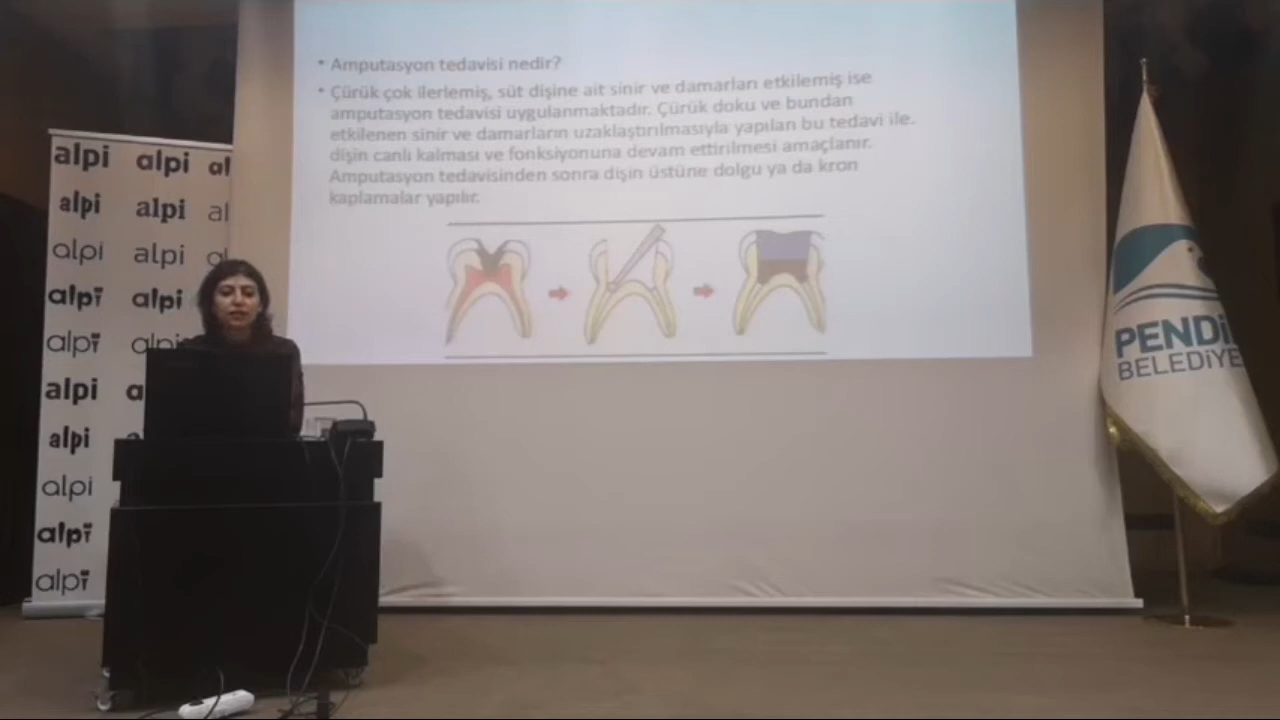 • Amputasyon tedavisi nedir?
• Çürük çok ilerlemiş, süt dişine ait sinir ve damarları etkilemiş ise
amputasyon tedavisi uygulanmaktadır. Çürük doku ve bundan
etkilenen sinir ve damarların uzaklaştırılmasıyla yapılan bu tedavi ile.
dişin canlı kalması ve fonksiyonuna devam ettirilmesi amaçlanır.
Amputasyon tedavisinden sonra dişin üstüne dolgu ya da kron
kaplamalar yapılır.
alpi alpi al
alpi alpi al
alpi alpi al
alpi alpi
alpi alpi
alpi a
alpi
alpi
alpi
alpi
PENDİ
BELEDİYE